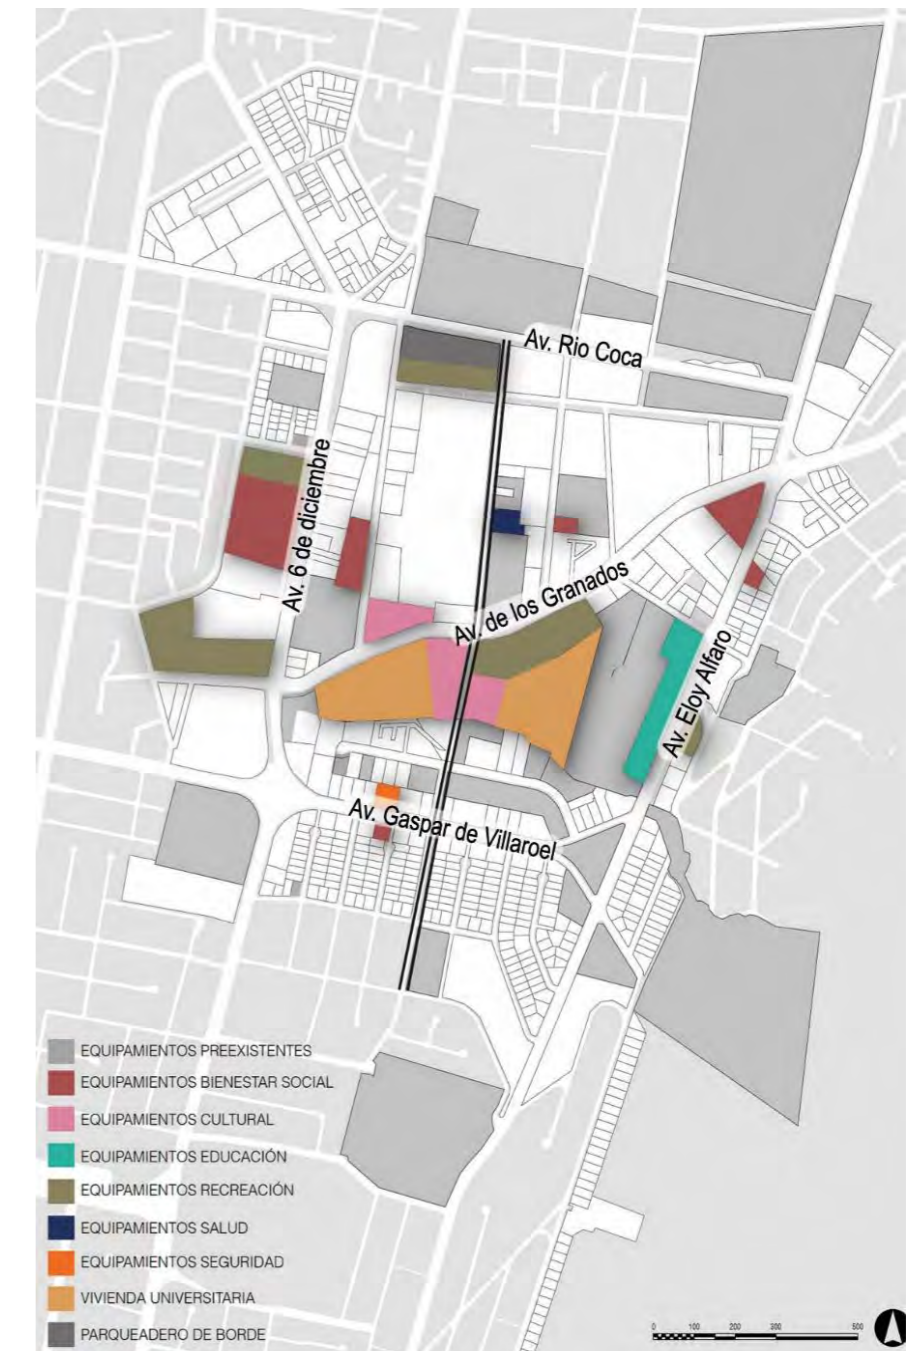 Av. Rio Coca
Av. 6 de diciembre
Av. de los Granados
Av. Eloy Alfaro
Av. Gaspar de Villaroel
EQUIPAMIENTOS PREEXISTENTES
EQUIPAMIENTOS BIENESTAR SOCIAL
EQUIPAMIENTOS CULTURAL
EQUIPAMIENTOS EDUCACIÓN
EQUIPAMIENTOS RECREACIÓN
EQUIPAMIENTOS SALUD
EQUIPAMIENTOS SEGURIDAD
VIVIENDA UNIVERSITARIA
PARQUEADERO DE BORDE
0 100 200 300 500